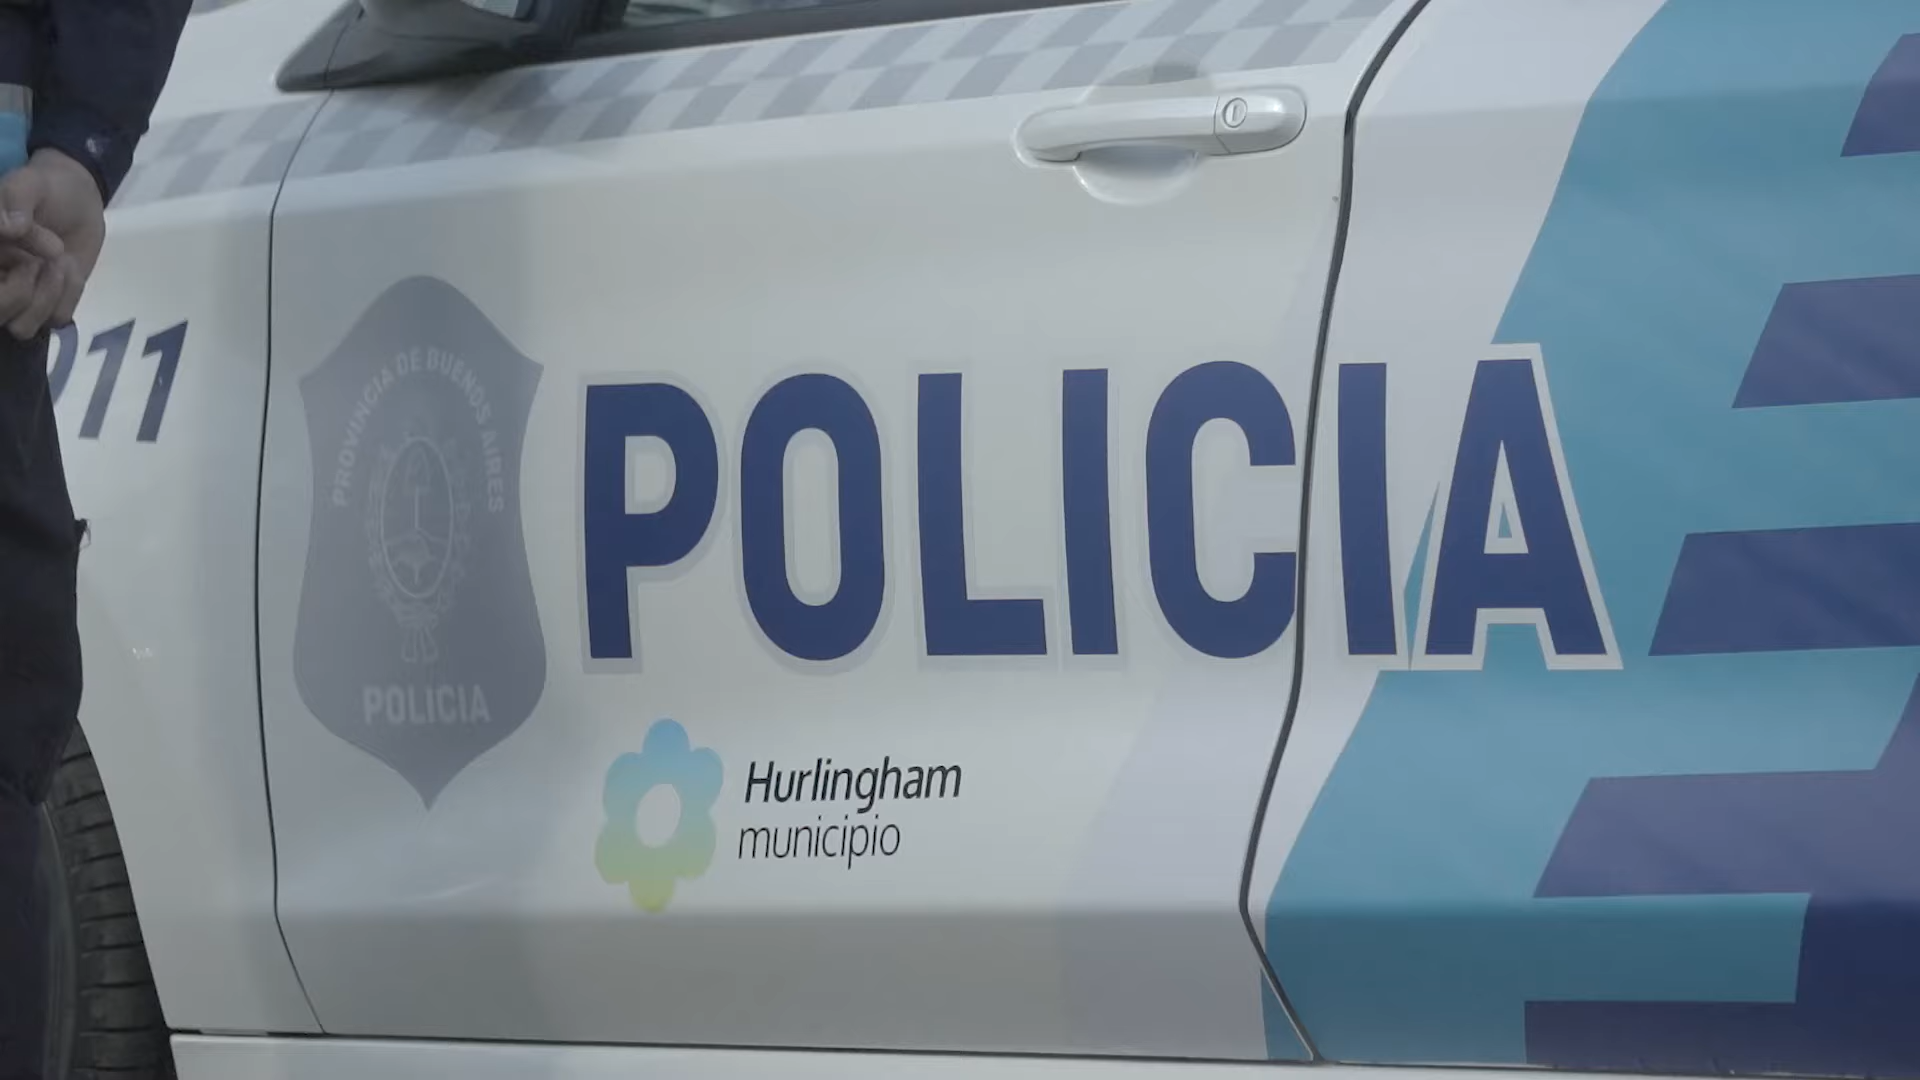 911
PROVINCIA DE BUENOS AIRES
POLICIA
POLICIA
Hurlingham
municipio